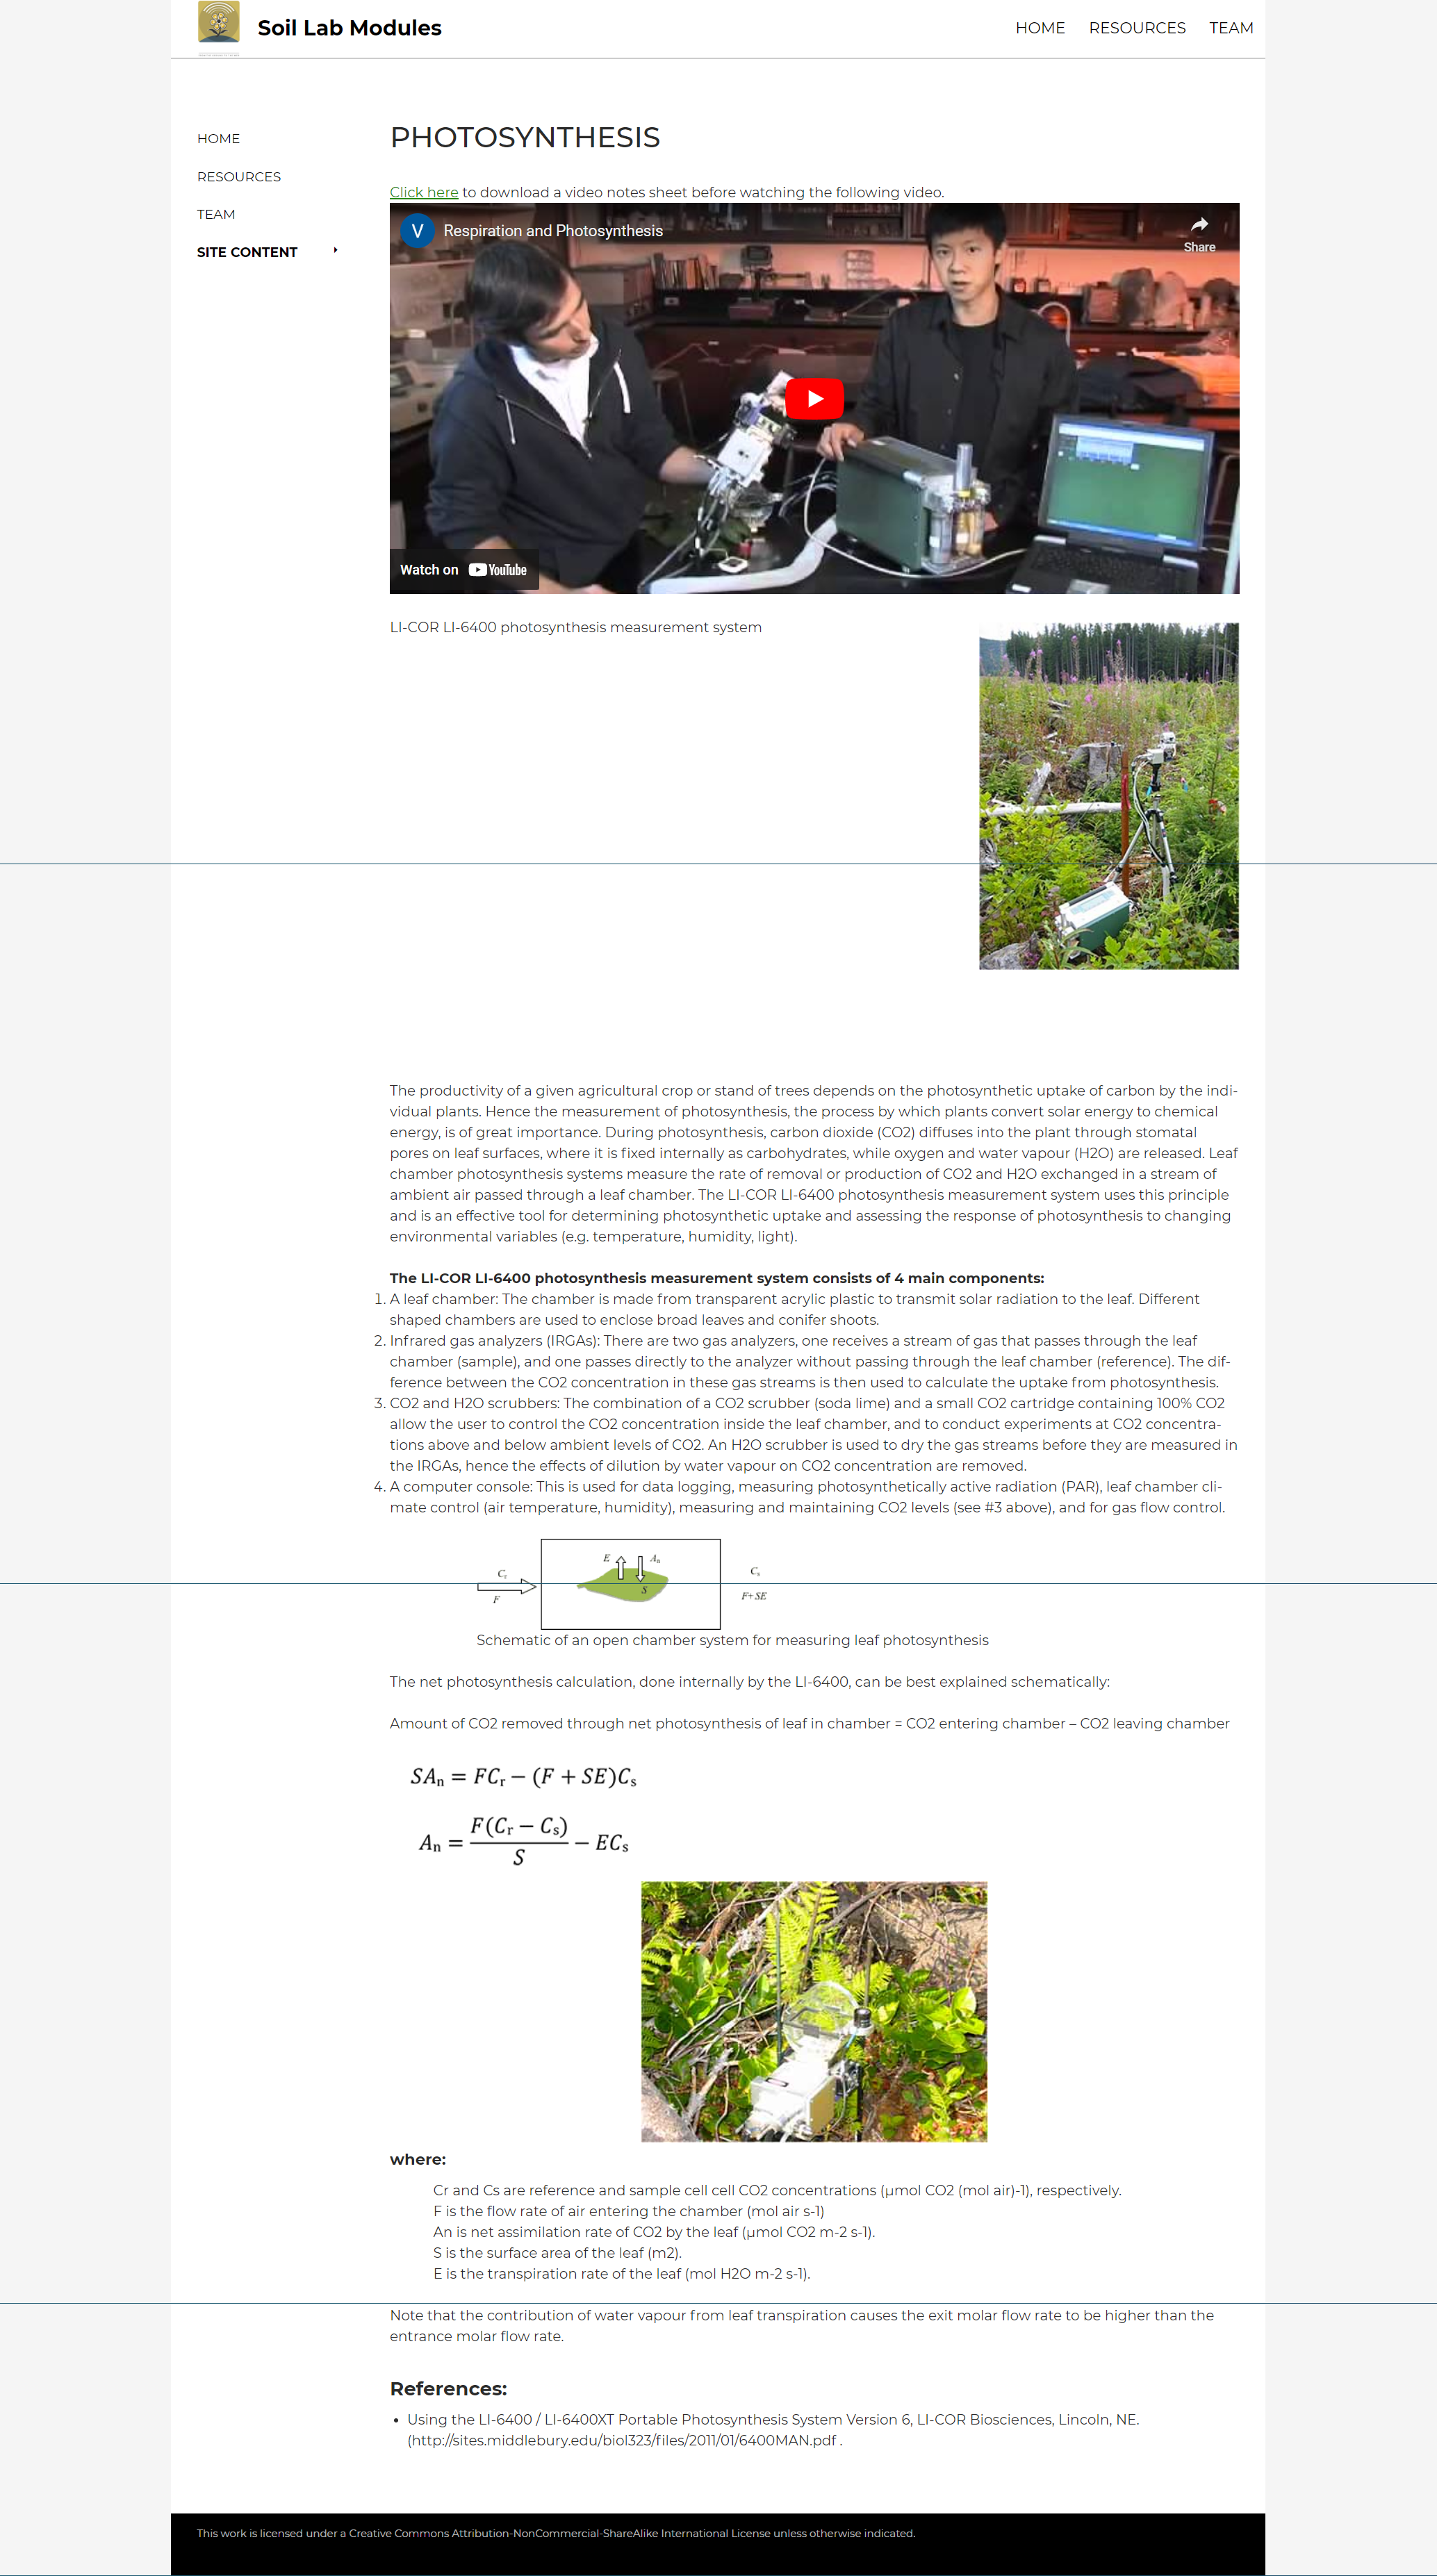 Soil Lab Modules
HOME RESOURCES TEAM
HOME
RESOURCES
TEAM
SITE CONTENT
PHOTOSYNTHESIS
Click here to download a video notes sheet before watching the following video.
V Respiration and Photosynthesis
Share
Watch on YouTube
LI-COR LI-6400 photosynthesis measurement system
The productivity of a given agricultural crop or stand of trees depends on the photosynthetic uptake of carbon by the indi-
vidual plants. Hence the measurement of photosynthesis, the process by which plants convert solar energy to chemical
energy, is of great importance. During photosynthesis, carbon dioxide (CO2) diffuses into the plant through stomatal
pores on leaf surfaces, where it is fixed internally as carbohydrates, while oxygen and water vapour (H2O) are released. Leaf
chamber photosynthesis systems measure the rate of removal or production of CO2 and H2O exchanged in a stream of
ambient air passed through a leaf chamber. The LI-COR LI-6400 photosynthesis measurement system uses this principle
and is an effective tool for determining photosynthetic uptake and assessing the response of photosynthesis to changing
environmental variables (e.g. temperature, humidity, light).
The LI-COR LI-6400 photosynthesis measurement system consists of 4 main components:
1. A leaf chamber: The chamber is made from transparent acrylic plastic to transmit solar radiation to the leaf. Different
shaped chambers are used to enclose broad leaves and conifer shoots.
2. Infrared gas analyzers (IRGAs): There are two gas analyzers, one receives a stream of gas that passes through the leaf
chamber (sample), and one passes directly to the analyzer without passing through the leaf chamber (reference). The dif-
ference between the CO2 concentration in these gas streams is then used to calculate the uptake from photosynthesis.
3. CO2 and H2O scrubbers: The combination of a CO2 scrubber (soda lime) and a small CO2 cartridge containing 100% CO2
allow the user to control the CO2 concentration inside the leaf chamber, and to conduct experiments at CO2 concentra-
tions above and below ambient levels of CO2. An H2O scrubber is used to dry the gas streams before they are measured in
the IRGAs, hence the effects of dilution by water vapour on CO2 concentration are removed.
4. A computer console: This is used for data logging, measuring photosynthetically active radiation (PAR), leaf chamber cli-
mate control (air temperature, humidity), measuring and maintaining CO2 levels (see #3 above), and for gas flow control.
E An
Cr Cs
S
F F+SE
Schematic of an open chamber system for measuring leaf photosynthesis
The net photosynthesis calculation, done internally by the LI-6400, can be best explained schematically:
Amount of CO2 removed through net photosynthesis of leaf in chamber = CO2 entering chamber – CO2 leaving chamber
SAn = FCr − (F + SE)Cs
An = F(Cr − Cs) / S − ECs
where:
Cr and Cs are reference and sample cell cell CO2 concentrations (μmol CO2 (mol air)-1), respectively.
F is the flow rate of air entering the chamber (mol air s-1)
An is net assimilation rate of CO2 by the leaf (μmol CO2 m-2 s-1).
S is the surface area of the leaf (m2).
E is the transpiration rate of the leaf (mol H2O m-2 s-1).
Note that the contribution of water vapour from leaf transpiration causes the exit molar flow rate to be higher than the
entrance molar flow rate.
References:
• Using the LI-6400 / LI-6400XT Portable Photosynthesis System Version 6, LI-COR Biosciences, Lincoln, NE.
(http://sites.middlebury.edu/biol323/files/2011/01/6400MAN.pdf .
This work is licensed under a Creative Commons Attribution-NonCommercial-ShareAlike International License unless otherwise indicated.